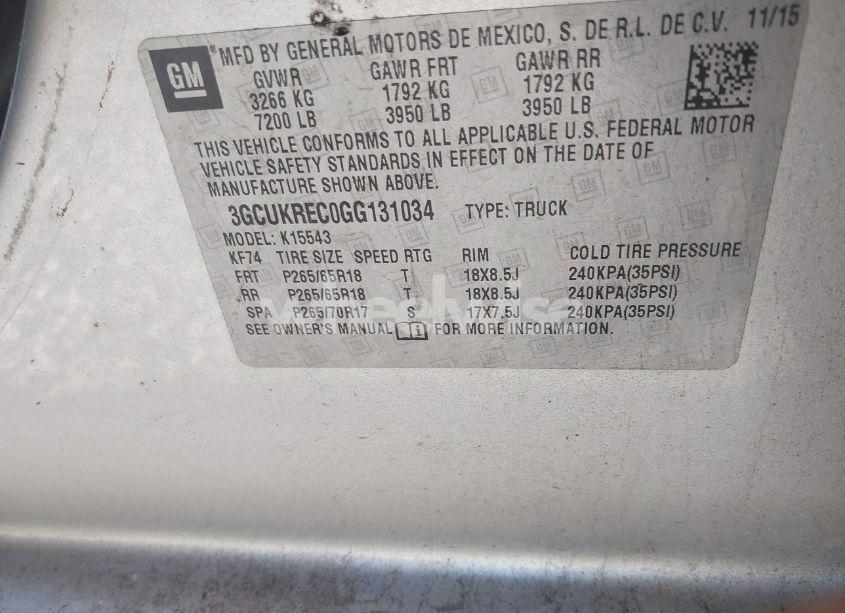 GM
® MFD BY GENERAL MOTORS DE MEXICO, S. DE R.L. DE C.V. 11/15
GVWR GAWR FRT GAWR RR
3266 KG 1792 KG 1792 KG
7200 LB 3950 LB 3950 LB
THIS VEHICLE CONFORMS TO ALL APPLICABLE U.S. FEDERAL MOTOR
VEHICLE SAFETY STANDARDS IN EFFECT ON THE DATE OF
MANUFACTURE SHOWN ABOVE.
3GCUKREC0GG131034 TYPE: TRUCK
MODEL: K15543
KF74 TIRE SIZE SPEED RTG RIM COLD TIRE PRESSURE
FRT P265/65R18 T 18X8.5J 240KPA(35PSI)
RR P265/65R18 T 18X8.5J 240KPA(35PSI)
SPA P265/70R17 S 17X7.5J 240KPA(35PSI)
SEE OWNER'S MANUAL FOR MORE INFORMATION.